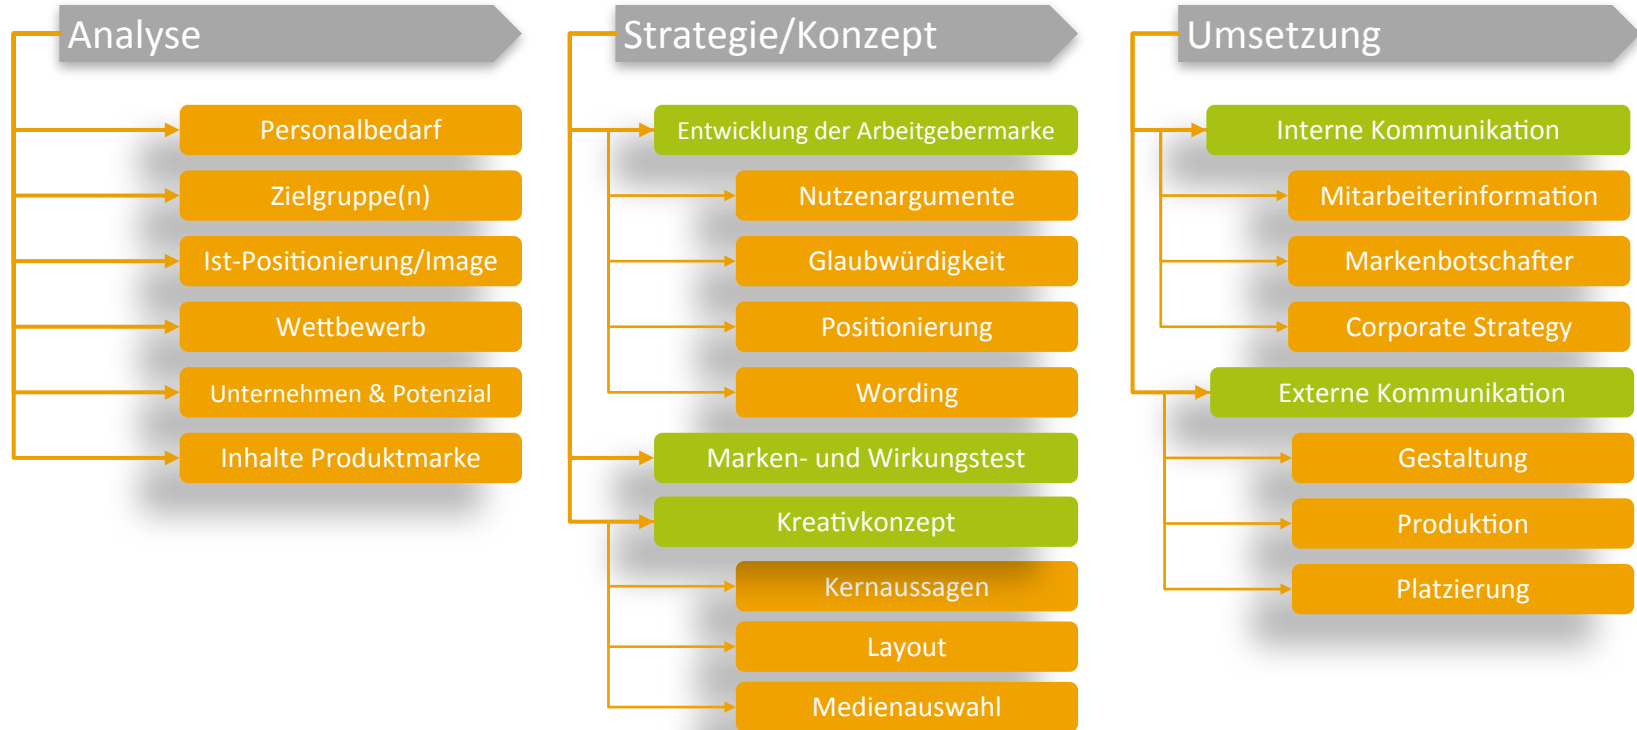 Analyse
Personalbedarf
Zielgruppe(n)
Ist-Positionierung/Image
Wettbewerb
Unternehmen & Potenzial
Inhalte Produktmarke
Strategie/Konzept
Entwicklung der Arbeitgebermarke
Nutzenargumente
Glaubwürdigkeit
Positionierung
Wording
Marken- und Wirkungstest
Kreativkonzept
Kernaussagen
Layout
Medienauswahl
Umsetzung
Interne Kommunikation
Mitarbeiterinformation
Markenbotschafter
Corporate Strategy
Externe Kommunikation
Gestaltung
Produktion
Platzierung